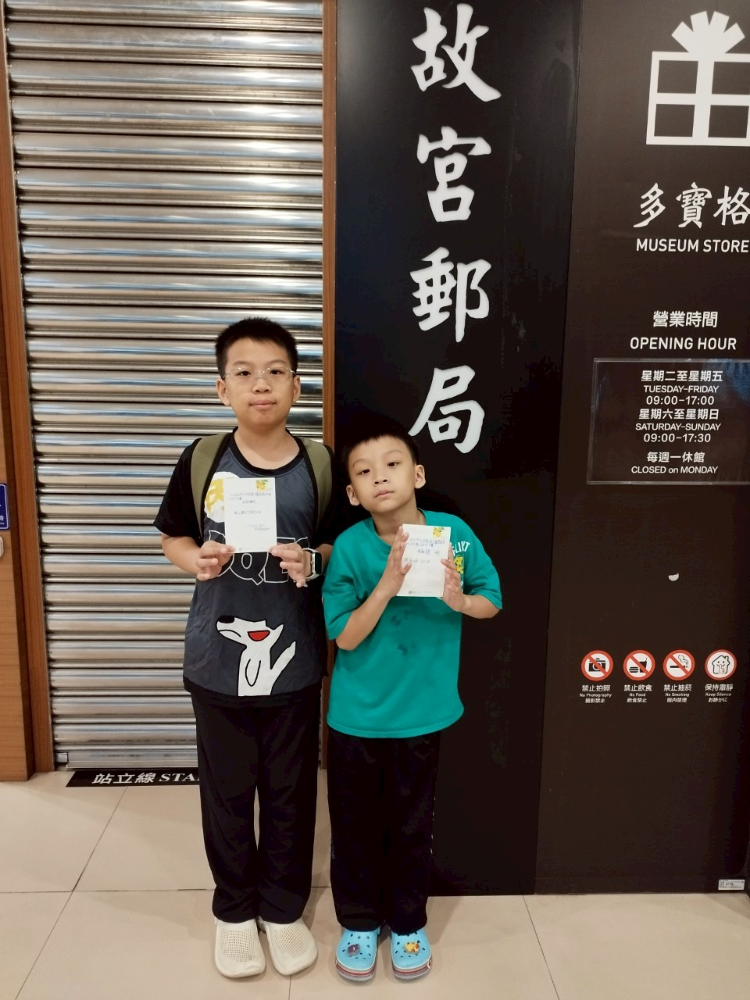 故宮郵局
多寶格
MUSEUM STORE
營業時間
OPENING HOUR
星期二至星期五
TUESDAY-FRIDAY
09:00-17:00
星期六至星期日
SATURDAY-SUNDAY
09:00-17:30
每週一休館
CLOSED on MONDAY
禁止拍照
No Photography
撮影禁止
禁止飲食
No Food
飲食禁止
禁止抽菸
No Smoking
館內禁煙
保持肅靜
Keep Silence
お静かに
站立線 STA